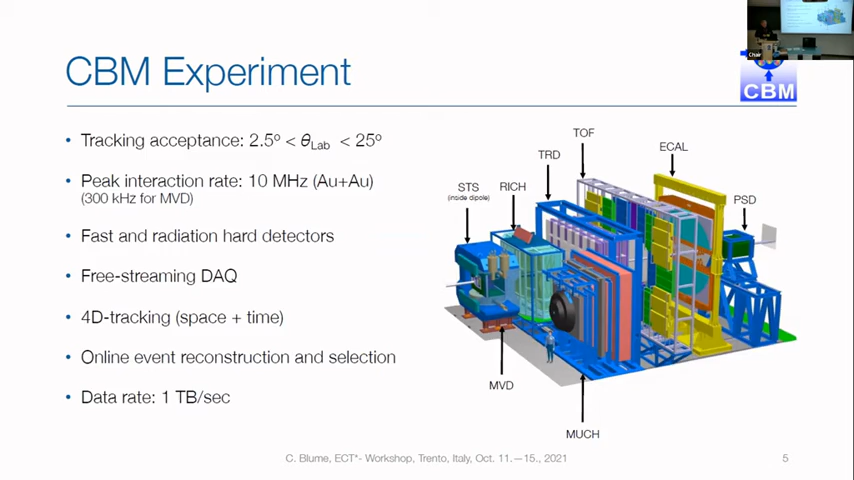 CBM Experiment
Chair
CBM
• Tracking acceptance: 2.5° < θLab < 25°
• Peak interaction rate: 10 MHz (Au+Au)
(300 kHz for MVD)
• Fast and radiation hard detectors
• Free-streaming DAQ
• 4D-tracking (space + time)
• Online event reconstruction and selection
• Data rate: 1 TB/sec
TOF
ECAL
TRD
STS
(inside dipole)
RICH
PSD
MVD
MUCH
C. Blume, ECT*- Workshop, Trento, Italy, Oct. 11.—15., 2021
5